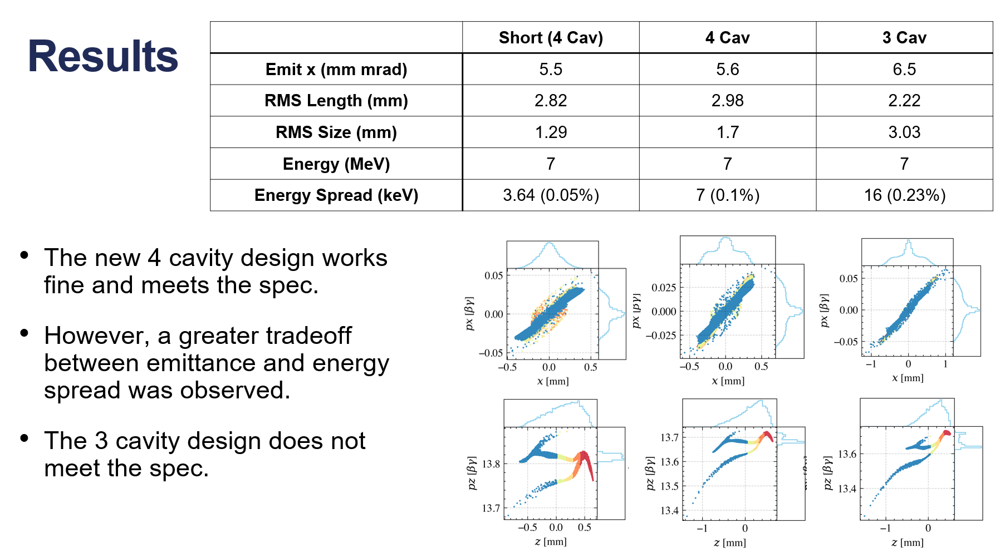 Results
Short (4 Cav) 4 Cav 3 Cav
Emit x (mm mrad) 5.5 5.6 6.5
RMS Length (mm) 2.82 2.98 2.22
RMS Size (mm) 1.29 1.7 3.03
Energy (MeV) 7 7 7
Energy Spread (keV) 3.64 (0.05%) 7 (0.1%) 16 (0.23%)
• The new 4 cavity design works
fine and meets the spec.
• However, a greater tradeoff
between emittance and energy
spread was observed.
• The 3 cavity design does not
meet the spec.
px [βγ]
0.05
0.00
−0.05
−0.5 0.0 0.5
x [mm]
px [βγ]
0.025
0.000
−0.025
−0.5 0.0 0.5
x [mm]
px [βγ]
0.05
0.00
−0.05
−1 0 1
x [mm]
pz [βγ]
13.8
13.7
−0.5 0.0 0.5
z [mm]
pz [βγ]
13.7
13.6
13.5
13.4
−1 0
z [mm]
pz [βγ]
13.6
13.4
−1 0
z [mm]